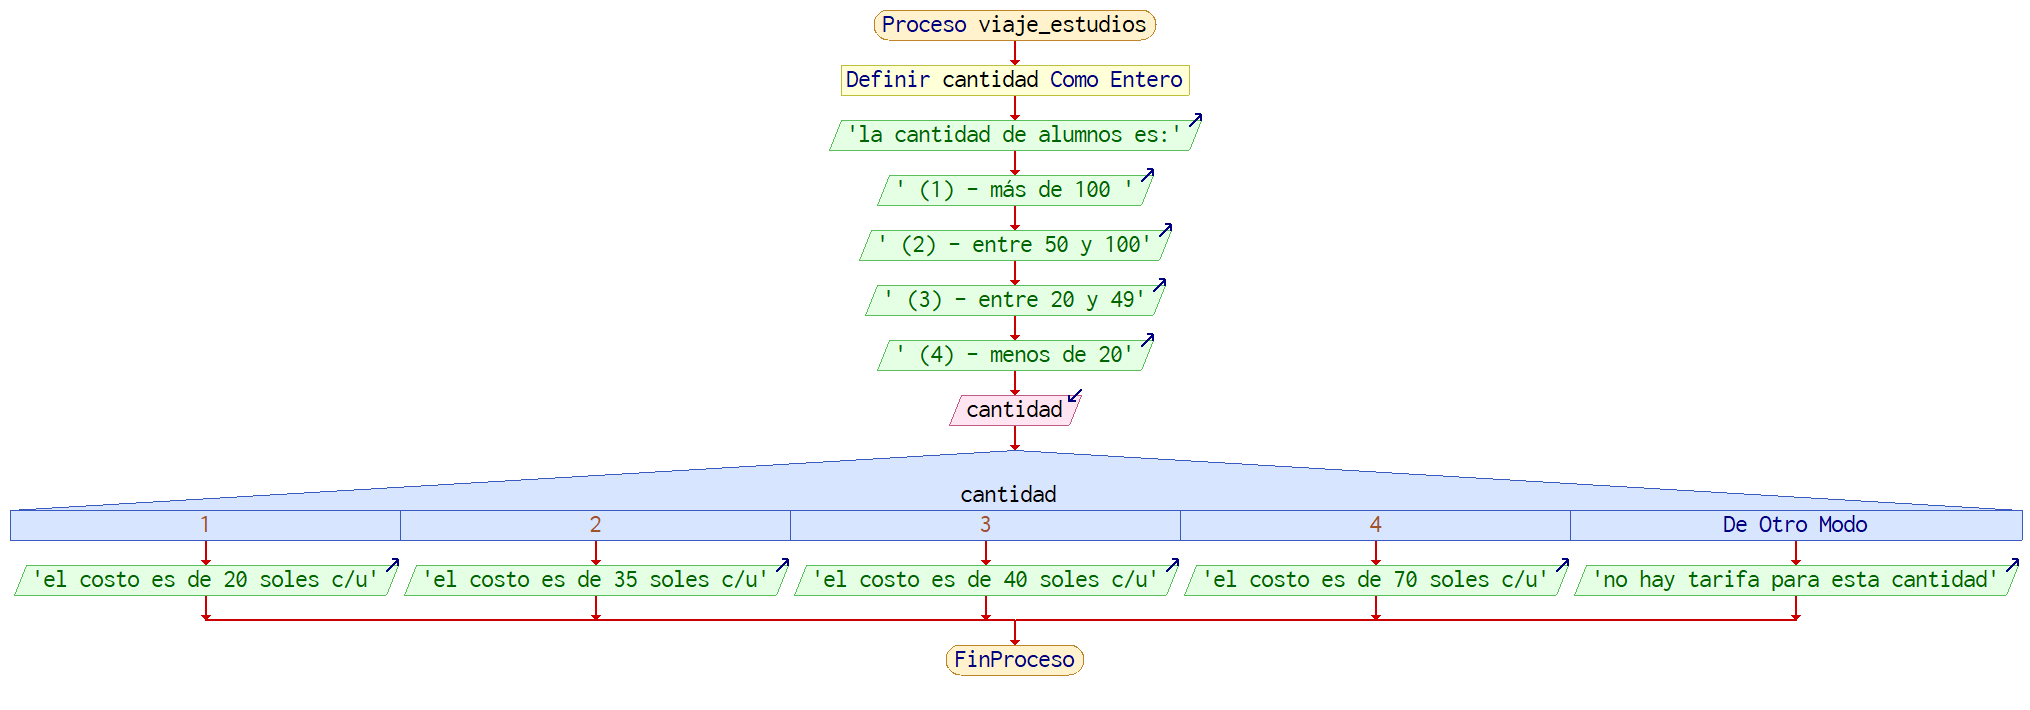 Proceso viaje_estudios
Definir cantidad Como Entero
'la cantidad de alumnos es:'
' (1) - más de 100 '
' (2) - entre 50 y 100'
' (3) - entre 20 y 49'
' (4) - menos de 20'
cantidad
cantidad
1 2 3 4 De Otro Modo
'el costo es de 20 soles c/u' 'el costo es de 35 soles c/u' 'el costo es de 40 soles c/u' 'el costo es de 70 soles c/u' 'no hay tarifa para esta cantidad'
FinProceso